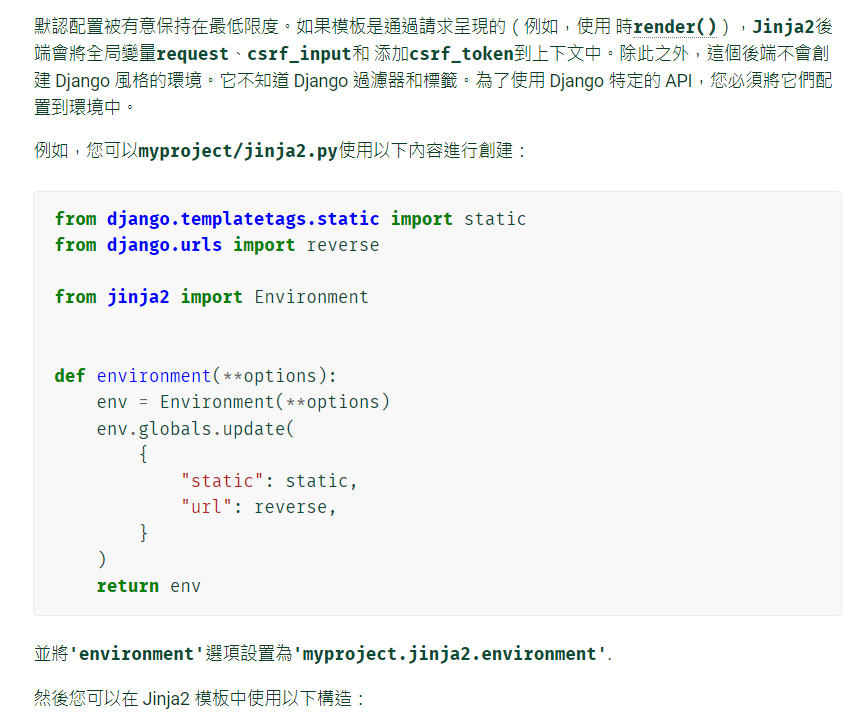 默認配置被有意保持在最低限度。如果模板是通過請求呈現的（例如，使用 時render()），Jinja2後
端會將全局變量request、csrf_input和 添加csrf_token到上下文中。除此之外，這個後端不會創
建 Django 風格的環境。它不知道 Django 過濾器和標籤。為了使用 Django 特定的 API，您必須將它們配
置到環境中。
例如，您可以myproject/jinja2.py使用以下內容進行創建：
from django.templatetags.static import static
from django.urls import reverse
from jinja2 import Environment
def environment(**options):
    env = Environment(**options)
    env.globals.update(
        {
            "static": static,
            "url": reverse,
        }
    )
    return env
並將'environment'選項設置為'myproject.jinja2.environment'.
然後您可以在 Jinja2 模板中使用以下構造：